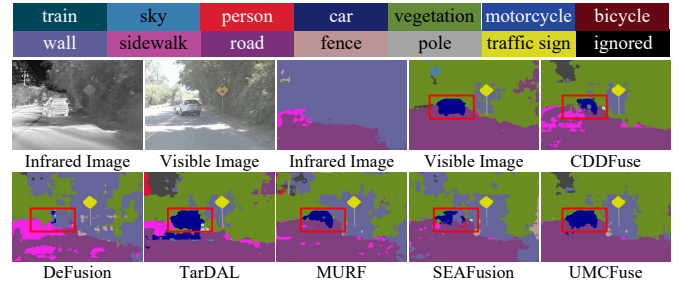 train sky person car vegetation motorcycle bicycle
wall sidewalk road fence pole traffic sign ignored
Infrared Image Visible Image Infrared Image Visible Image CDDFuse
DeFusion TarDAL MURF SEAFusion UMCFuse